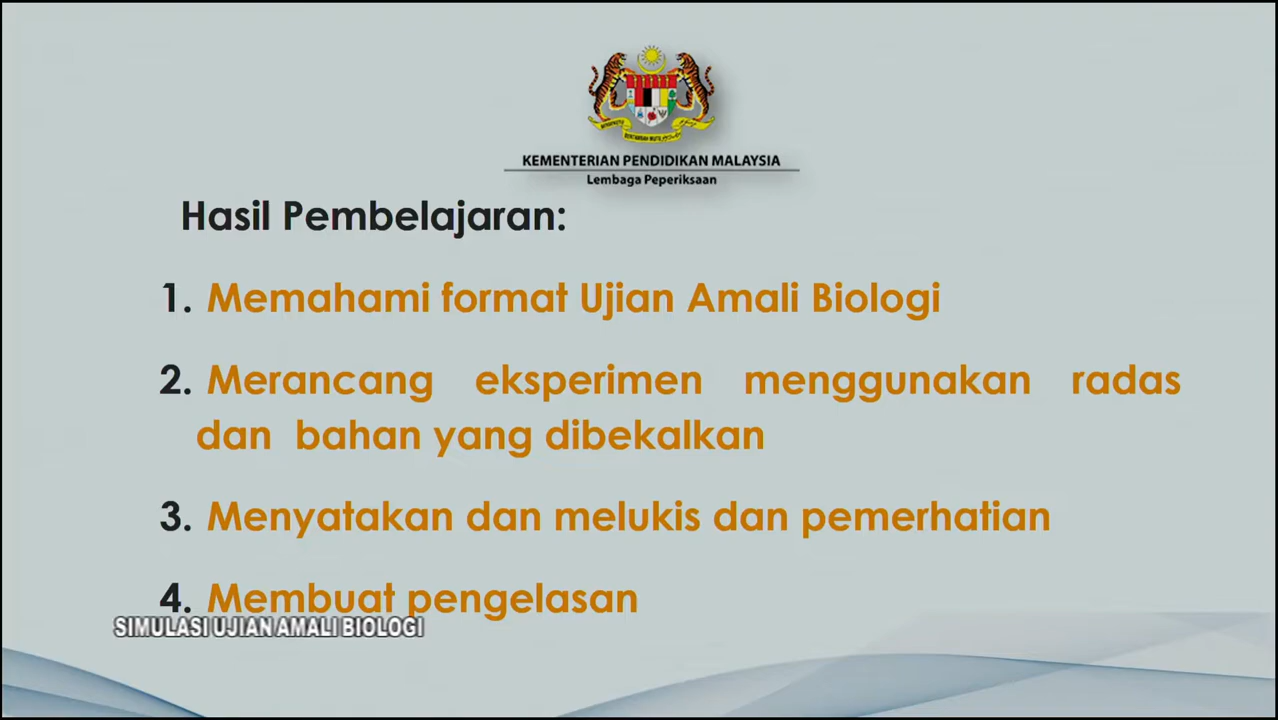 KEMENTERIAN PENDIDIKAN MALAYSIA
Lembaga Peperiksaan
Hasil Pembelajaran:
1. Memahami format Ujian Amali Biologi
2. Merancang eksperimen menggunakan radas
dan bahan yang dibekalkan
3. Menyatakan dan melukis dan pemerhatian
4. Membuat pengelasan
SIMULASI UJIAN AMALI BIOLOGI